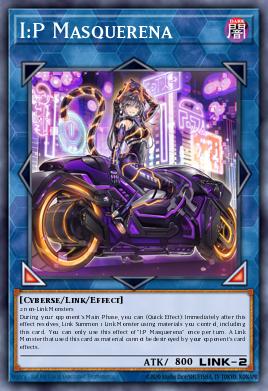 I:P Masquerena
DARK
闇
[CYBERSE/LINK/EFFECT]
2 non-Link Monsters
During your opponent's Main Phase, you can (Quick Effect): Immediately after this
effect resolves, Link Summon 1 Link Monster using materials you control, including
this card. You can only use this effect of "I:P Masquerena" once per turn. A Link
Monster that used this card as material cannot be destroyed by your opponent's card
effects.
ATK/ 800 LINK-2